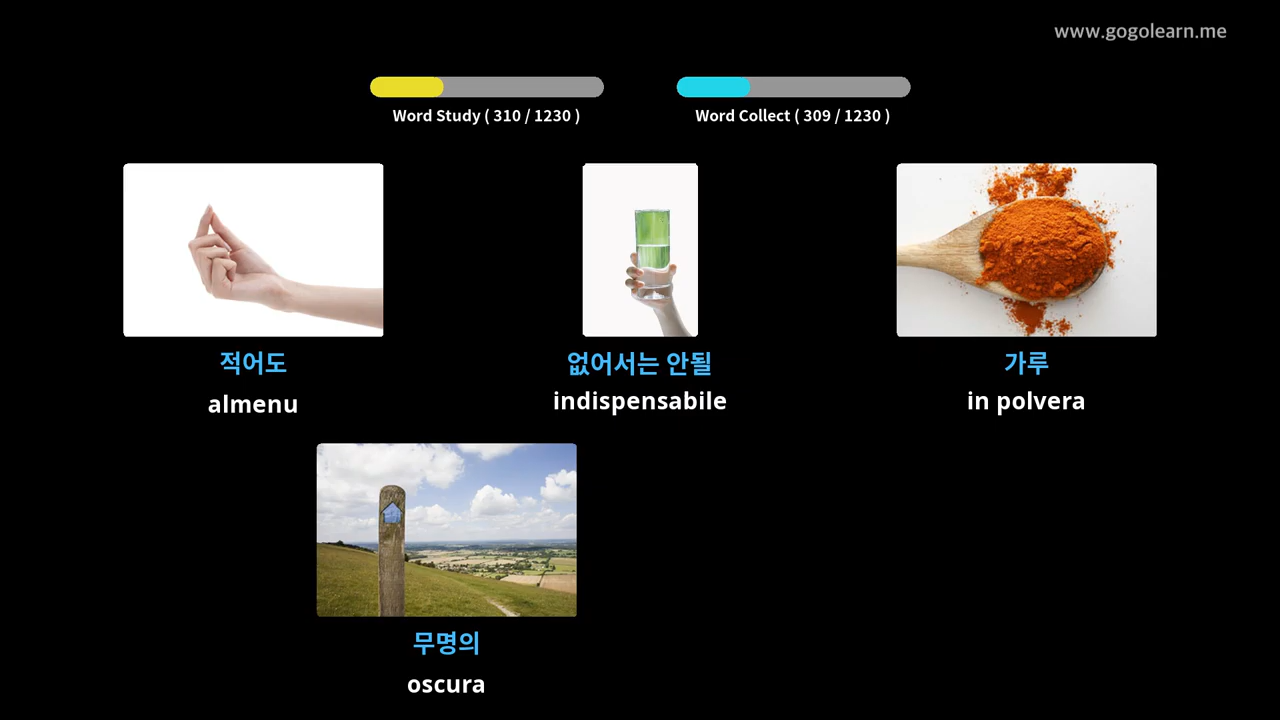 www.gogolearn.me
Word Study ( 310 / 1230 )
Word Collect ( 309 / 1230 )
적어도
almenu
없어서는 안될
indispensabile
가루
in polvera
무명의
oscura